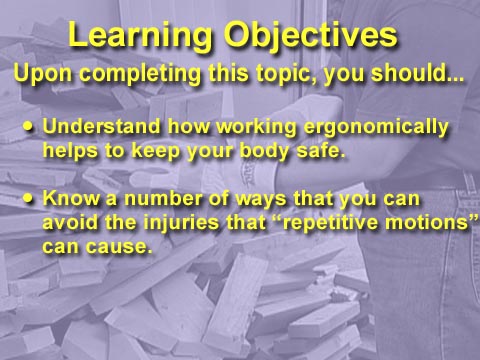 Learning Objectives
Upon completing this topic, you should...
• Understand how working ergonomically
helps to keep your body safe.
• Know a number of ways that you can
avoid the injuries that “repetitive motions”
can cause.